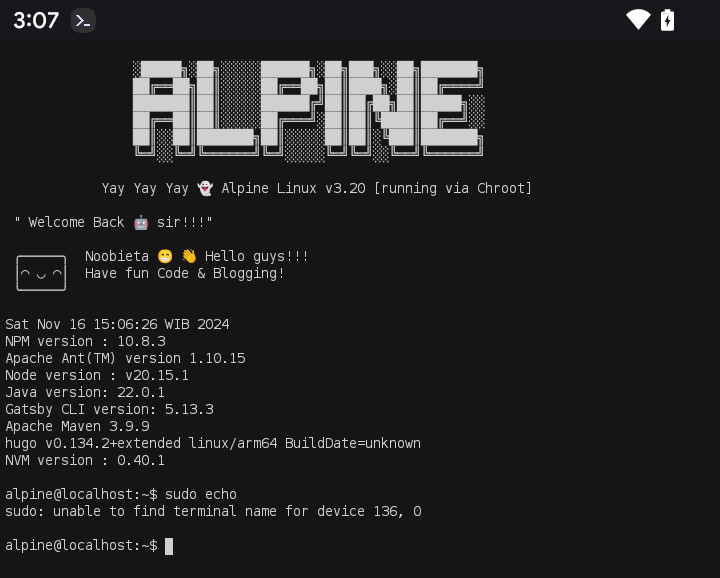 3:07
ALPINE
Yay Yay Yay 👻 Alpine Linux v3.20 [running via Chroot]
" Welcome Back 🤖 sir!!!"
Noobieta 😁 👋 Hello guys!!!
Have fun Code & Blogging!
Sat Nov 16 15:06:26 WIB 2024
NPM version : 10.8.3
Apache Ant(TM) version 1.10.15
Node version : v20.15.1
Java version: 22.0.1
Gatsby CLI version: 5.13.3
Apache Maven 3.9.9
hugo v0.134.2+extended linux/arm64 BuildDate=unknown
NVM version : 0.40.1
alpine@localhost:~$ sudo echo
sudo: unable to find terminal name for device 136, 0
alpine@localhost:~$